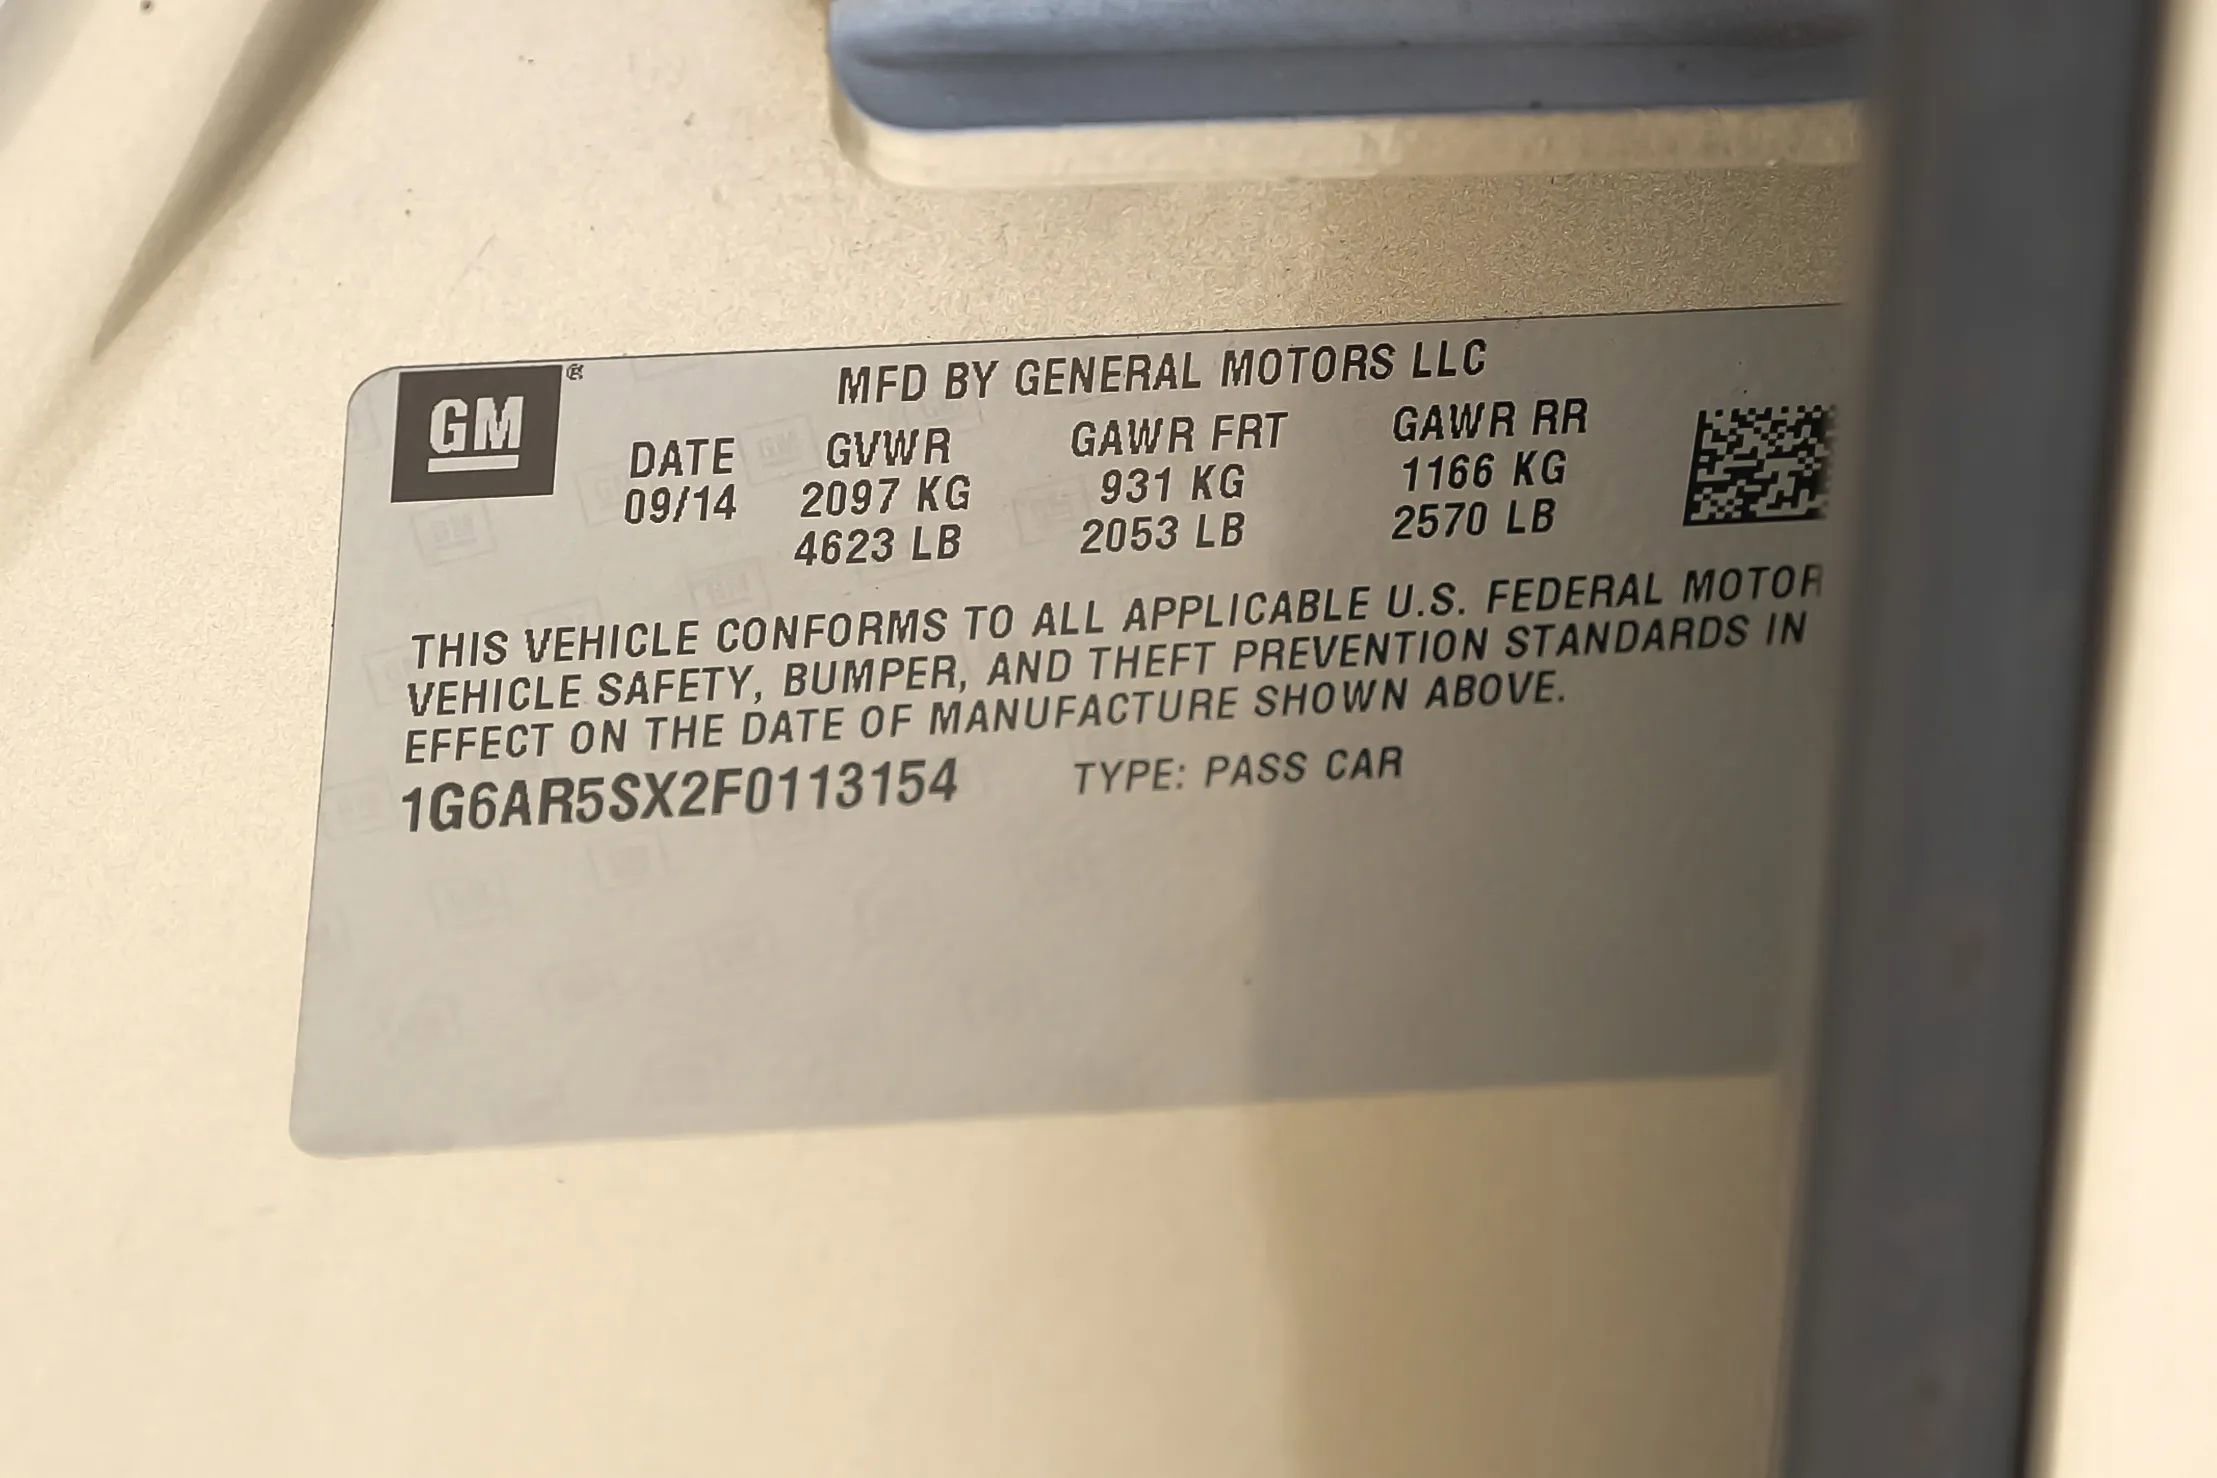 GM ®
MFD BY GENERAL MOTORS LLC
DATE GVWR GAWR FRT GAWR RR
09/14 2097 KG 931 KG 1166 KG
4623 LB 2053 LB 2570 LB
THIS VEHICLE CONFORMS TO ALL APPLICABLE U.S. FEDERAL MOTOR
VEHICLE SAFETY, BUMPER, AND THEFT PREVENTION STANDARDS IN
EFFECT ON THE DATE OF MANUFACTURE SHOWN ABOVE.
1G6AR5SX2F0113154 TYPE: PASS CAR